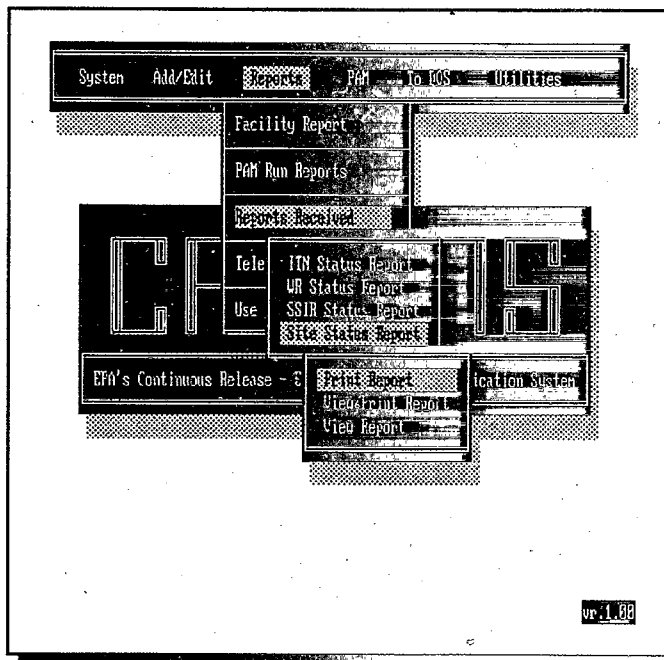 System Add/Edit Reports PAM To DOS Utilities
Facility Report
PAM Run Reports
Reports Received
Tele
Use
ITN Status Report
WR Status Report
SSIR Status Report
Site Status Report
Print Report
View/Print Report
View Report
C US
EPA's Continuous Release - ication System
vr.1.00